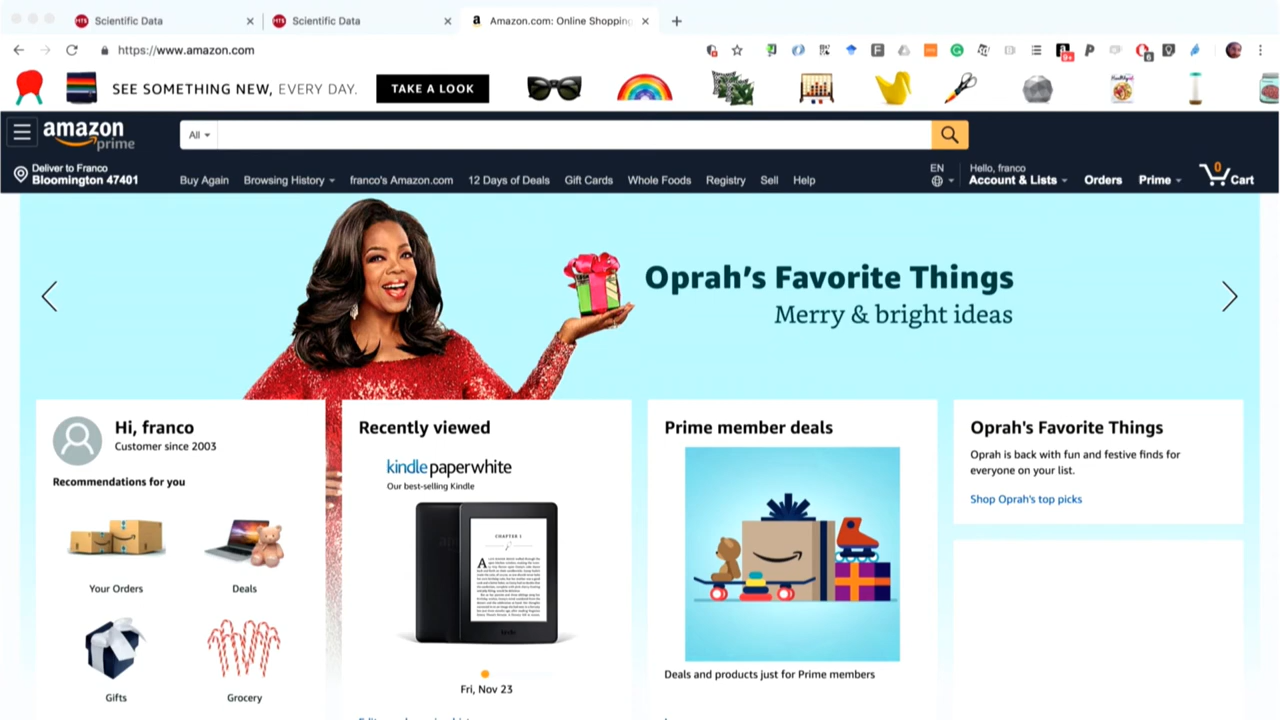 Scientific Data
Scientific Data
Amazon.com: Online Shopping
https://www.amazon.com
SEE SOMETHING NEW, EVERY DAY.
TAKE A LOOK
amazon
prime
All
Deliver to Franco
Bloomington 47401
Buy Again
Browsing History
franco's Amazon.com
12 Days of Deals
Gift Cards
Whole Foods
Registry
Sell
Help
EN
Hello, franco
Account & Lists
Orders
Prime
0
Cart
Oprah's Favorite Things
Merry & bright ideas
Hi, franco
Customer since 2003
Recommendations for you
Your Orders
Deals
Gifts
Grocery
Recently viewed
kindle paperwhite
Our best-selling Kindle
CHAPTER I
Fri, Nov 23
Prime member deals
Deals and products just for Prime members
Oprah's Favorite Things
Oprah is back with fun and festive finds for
everyone on your list.
Shop Oprah's top picks